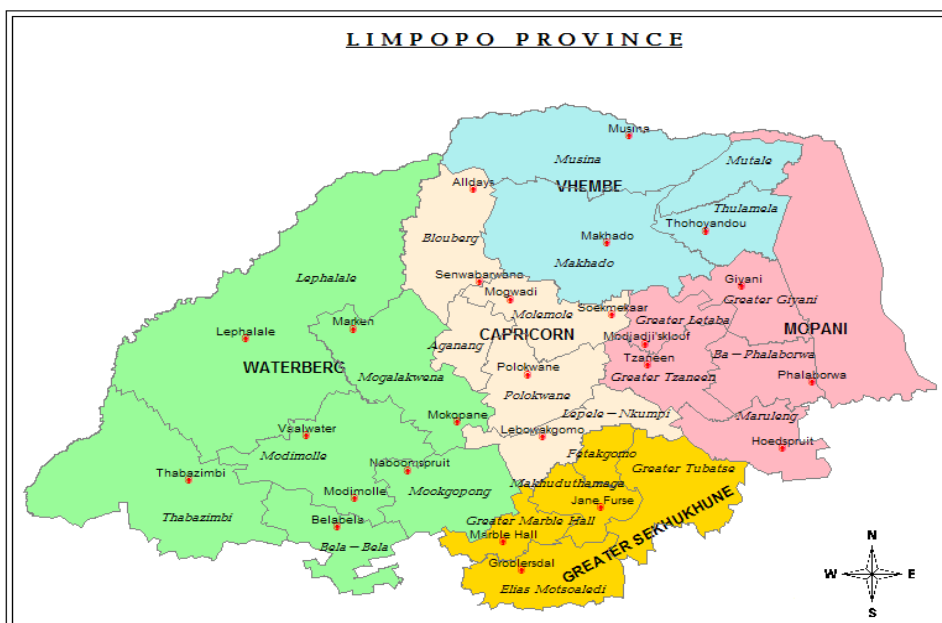 LIMPOPO PROVINCE
Musina
Musina
Mutale
Alldays
VHEMBE
Thulamela
Thohoyandou
Blouberg
Makhado
Makhado
Lephalale
Senwabarwane
Giyani
Mogwadi
Greater Giyani
Molemole
Soekmekaar
Greater Letaba
Marken
Lephalale
CAPRICORN
MOPANI
Aganang
Modjadji'skloof
Ba-Phalaborwa
Tzaneen
WATERBERG
Polokwane
Greater Tzaneen
Phalaborwa
Mogalakwena
Polokwane
Mokopane
Lepele-Nkumpi
Maruleng
Vaalwater
Lebowakgomo
Hoedspruit
Modimolle
Fetakgomo
Naboomspruit
Greater Tubatse
Thabazimbi
Makhuduthamaga
Mookgopong
Modimolle
Jane Furse
Thabazimbi
Belabela
Greater Marble Hall
GREATER SEKHUKHUNE
Marble Hall
Bela-Bela
Groblersdal
Elias Motsoaledi
N
W
E
S